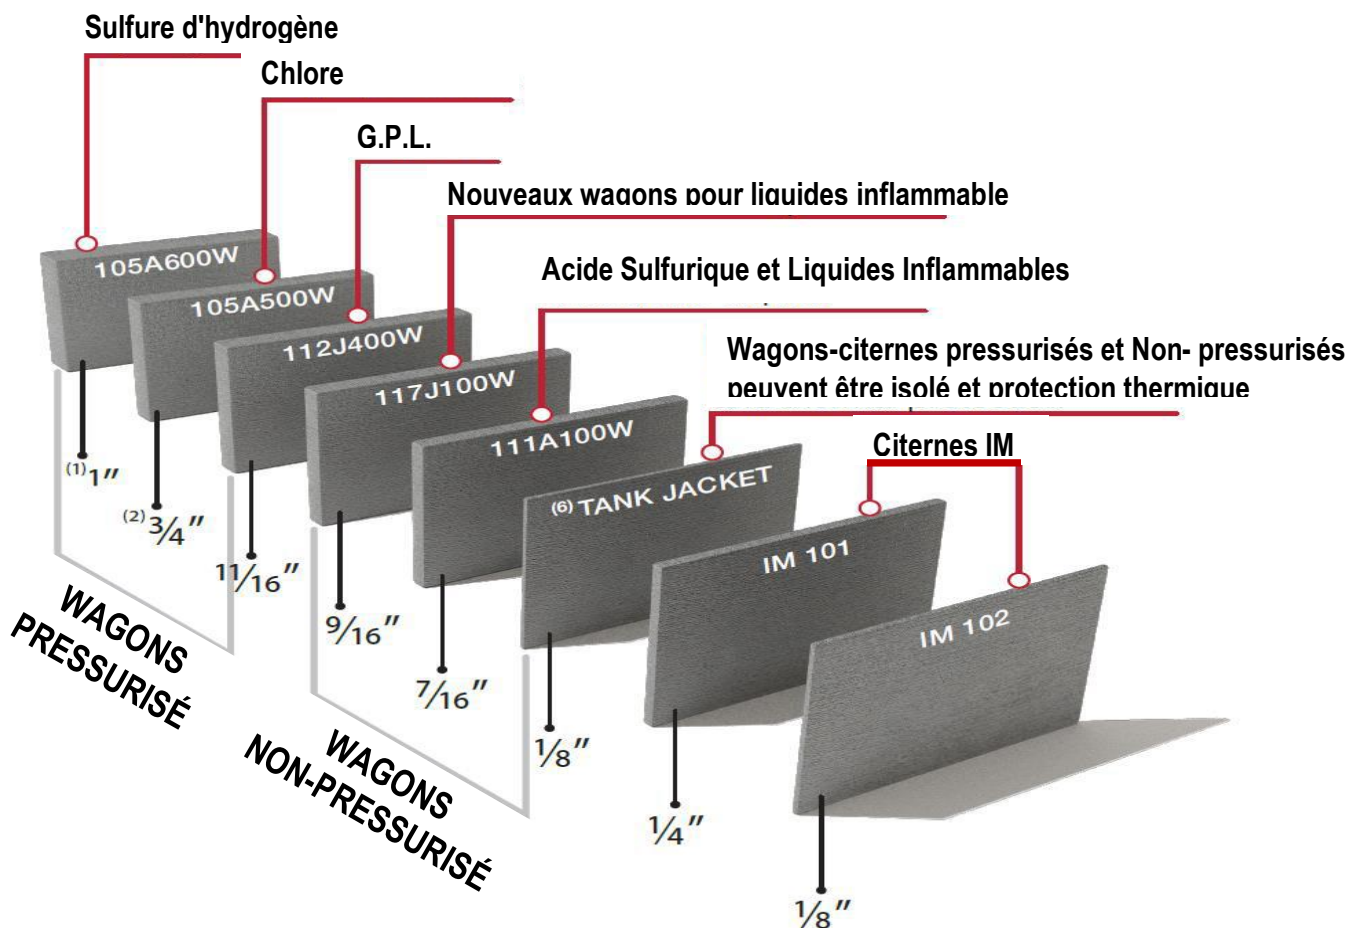 Sulfure d'hydrogène
Chlore
G.P.L.
Nouveaux wagons pour liquides inflammable
Acide Sulfurique et Liquides Inflammables
Wagons-citernes pressurisés et Non- pressurisés
peuvent être isolé et protection thermique
Citernes IM
105A600W
105A500W
112J400W
117J100W
111A100W
(6) TANK JACKET
IM 101
IM 102
(1) 1"
(2) 3/4"
11/16"
9/16"
7/16"
1/8"
1/4"
1/8"
WAGONS
PRESSURISÉ
WAGONS
NON-PRESSURISÉ